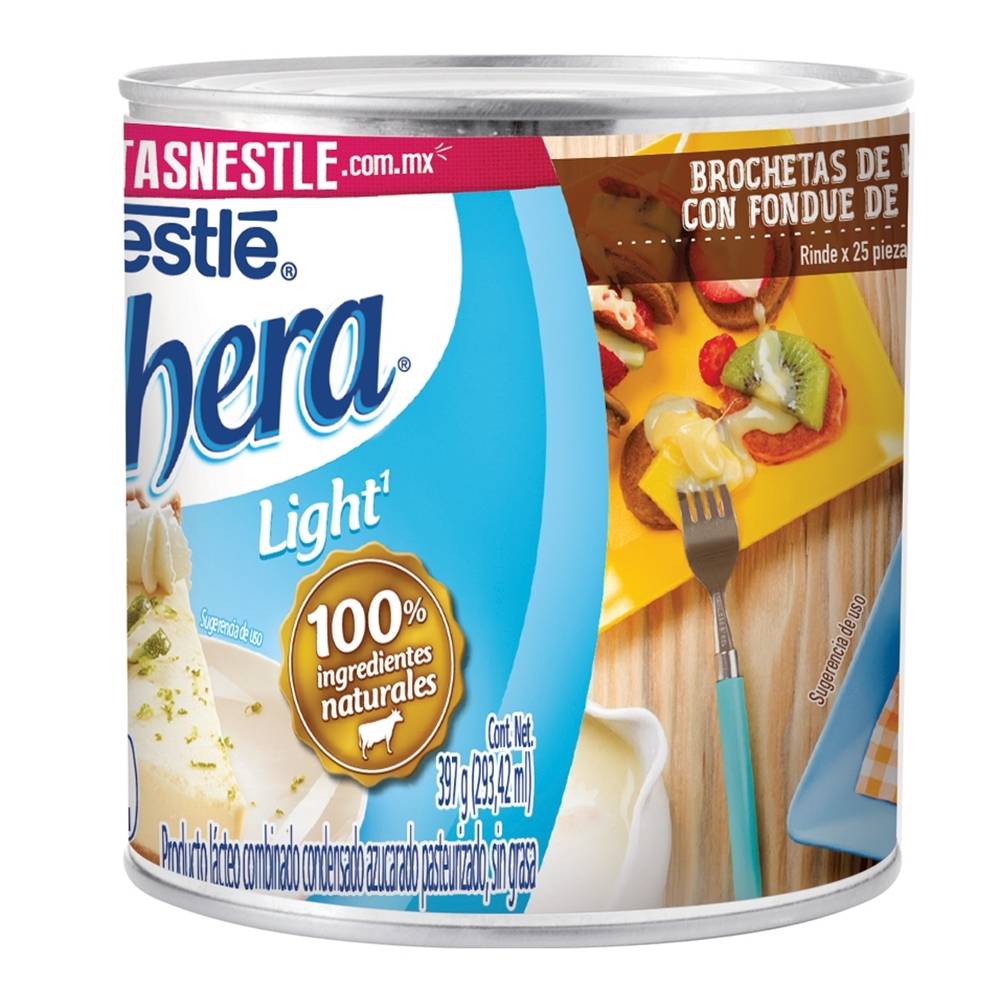 TASNESTLE.com.mx
estlē®
hera®
Light¹
100%
ingredientes
naturales
Sugerencia de uso
Cont. Net.
397 g (293,42 ml)
Producto lácteo combinado condensado azucarado pasteurizado, sin grasa
BROCHETAS DE
CON FONDUE DE
Rinde x 25 pieza
Sugerencia de uso